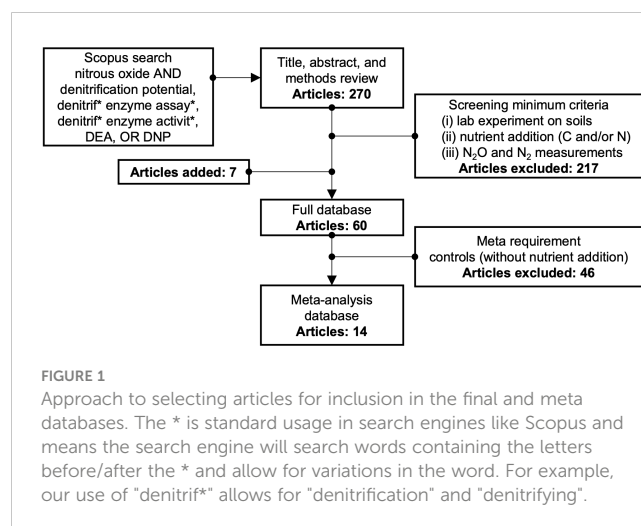 Scopus search
nitrous oxide AND
denitrification potential,
denitrif* enzyme assay*,
denitrif* enzyme activit*,
DEA, OR DNP
Title, abstract, and
methods review
Articles: 270
Screening minimum criteria
(i) lab experiment on soils
(ii) nutrient addition (C and/or N)
(iii) N₂O and N₂ measurements
Articles excluded: 217
Articles added: 7
Full database
Articles: 60
Meta requirement
controls (without nutrient addition)
Articles excluded: 46
Meta-analysis
database
Articles: 14
FIGURE 1
Approach to selecting articles for inclusion in the final and meta
databases. The * is standard usage in search engines like Scopus and
means the search engine will search words containing the letters
before/after the * and allow for variations in the word. For example,
our use of "denitrif*" allows for "denitrification" and "denitrifying".